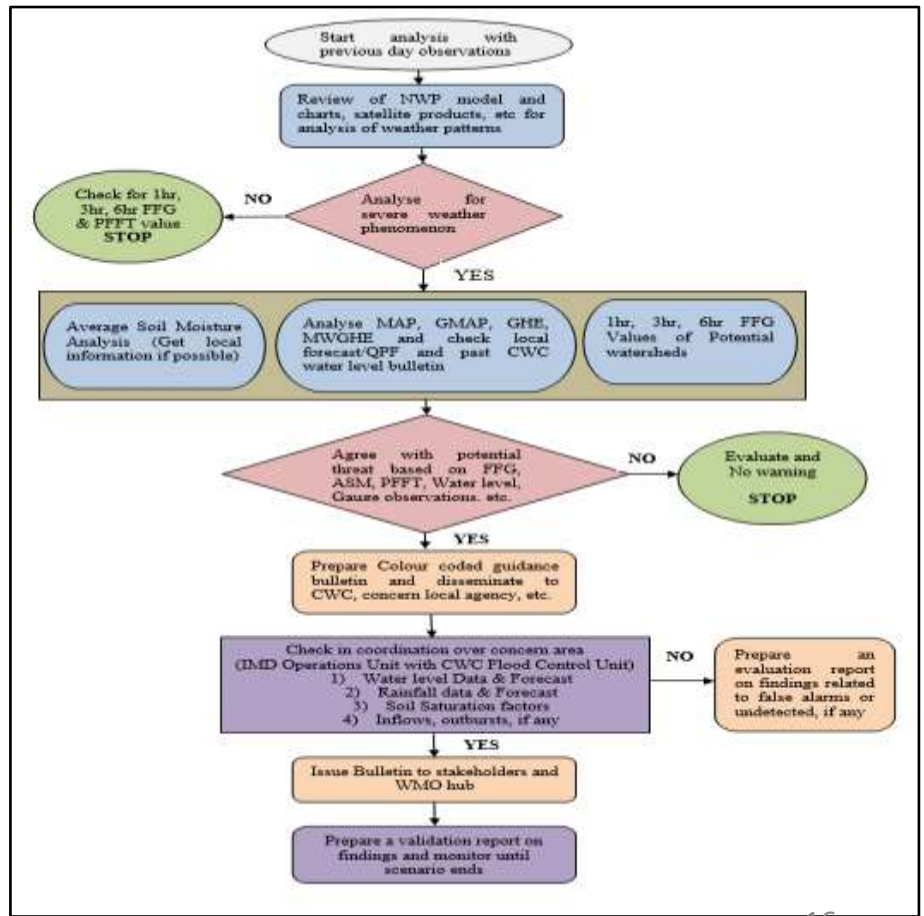 Start analysis with
previous day observations
Review of NWP model and
charts, satellite products, etc for
analysis of weather patterns
Analyse for
severe weather
phenomenon
NO
Check for 1hr,
3hr, 6hr FFG
& PFFT value
STOP
YES
Average Soil Moisture
Analysis (Get local
information if possible)
Analyse MAP, GMAP, GHE,
MWGHE and check local
forecast/QPF and past CWC
water level bulletin
1hr, 3hr, 6hr FFG
Values of Potential
watersheds
Agree with potential
threat based on FFG,
ASM, PFFT, Water level,
Gauge observations. etc.
NO
Evaluate and
No warning
STOP
YES
Prepare Colour coded guidance
bulletin and disseminate to
CWC, concern local agency, etc.
Check in coordination over concern area
(IMD Operations Unit with CWC Flood Control Unit)
1) Water level Data & Forecast
2) Rainfall data & Forecast
3) Soil Saturation factors
4) Inflows, outbursts, if any
NO
Prepare an
evaluation report
on findings related
to false alarms or
undetected, if any
YES
Issue Bulletin to stakeholders and
WMO hub
Prepare a validation report on
findings and monitor until
scenario ends